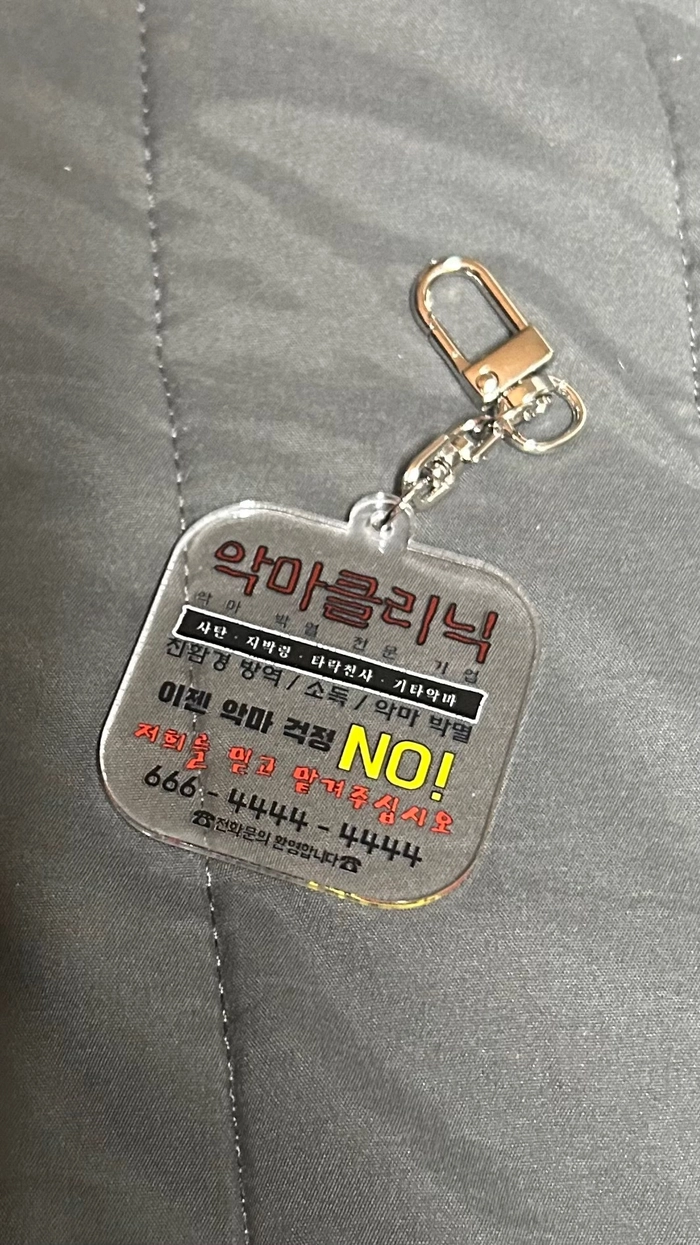 악마클리닉
악마 박멸 전문 기업
사탄 · 지박령 · 타락천사 · 기타악마
친환경 방역 / 소독 / 악마 박멸
이젠 악마 걱정 NO!
저희를 믿고 맡겨주십시오
666 - 4444 - 4444
☎전화문의 환영합니다☎